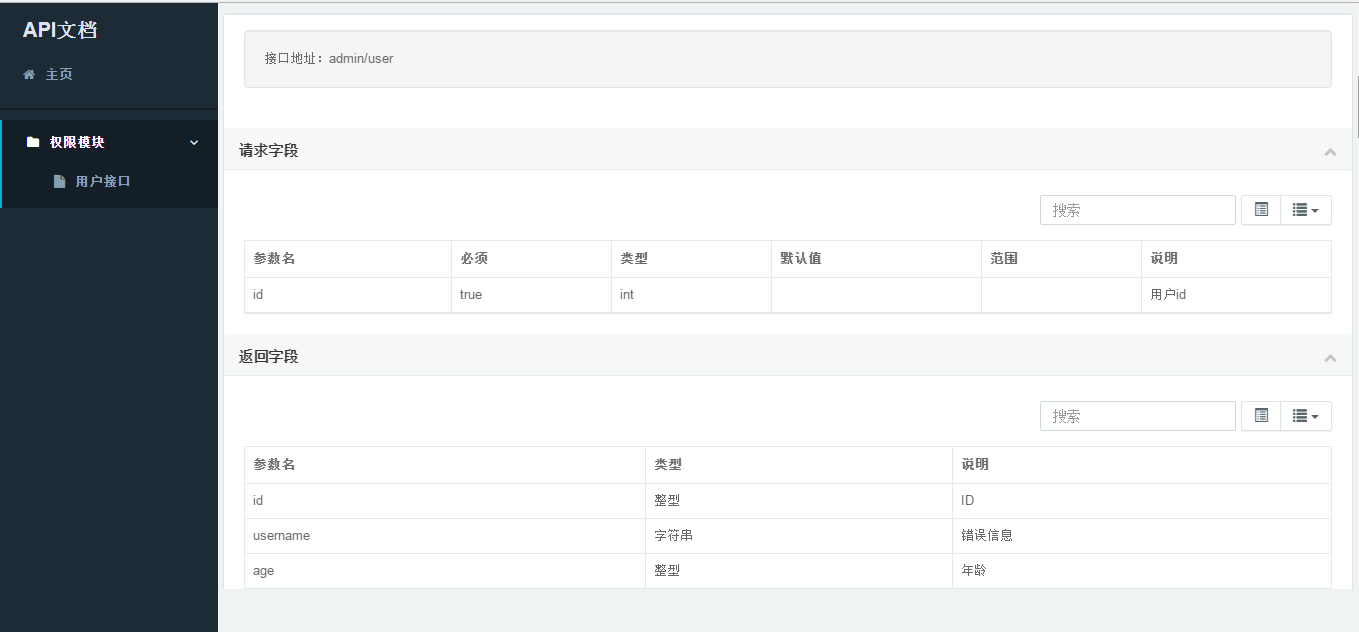 API文档
主页
权限模块
用户接口
接口地址：admin/user
请求字段
搜索
参数名 必须 类型 默认值 范围 说明
id true int 用户id
返回字段
搜索
参数名 类型 说明
id 整型 ID
username 字符串 错误信息
age 整型 年龄